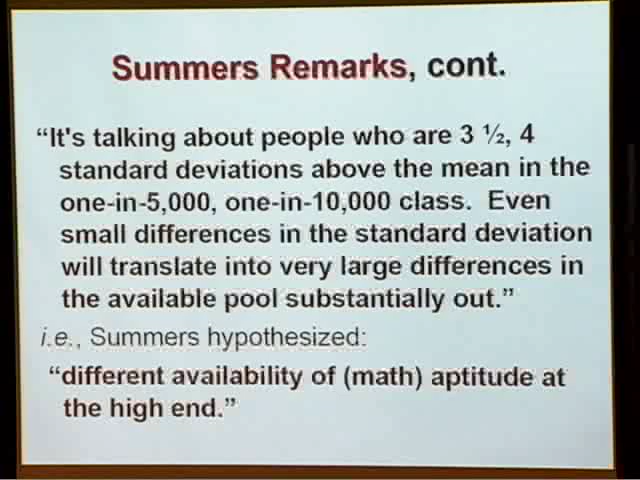 Summers Remarks, cont.
“It's talking about people who are 3 ½, 4
standard deviations above the mean in the
one-in-5,000, one-in-10,000 class. Even
small differences in the standard deviation
will translate into very large differences in
the available pool substantially out.”
i.e., Summers hypothesized:
“different availability of (math) aptitude at
the high end.”